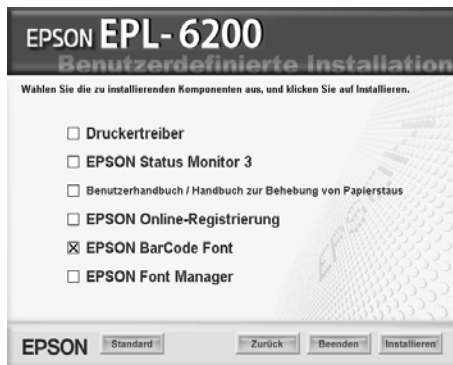 EPSON EPL-6200
Benutzerdefinierte Installation
Wählen Sie die zu installierenden Komponenten aus, und klicken Sie auf Installieren.
Druckertreiber
EPSON Status Monitor 3
Benutzerhandbuch / Handbuch zur Behebung von Papierstaus
EPSON Online-Registrierung
EPSON BarCode Font
EPSON Font Manager
EPSON
EPSON Standard Zurück Beenden Installieren